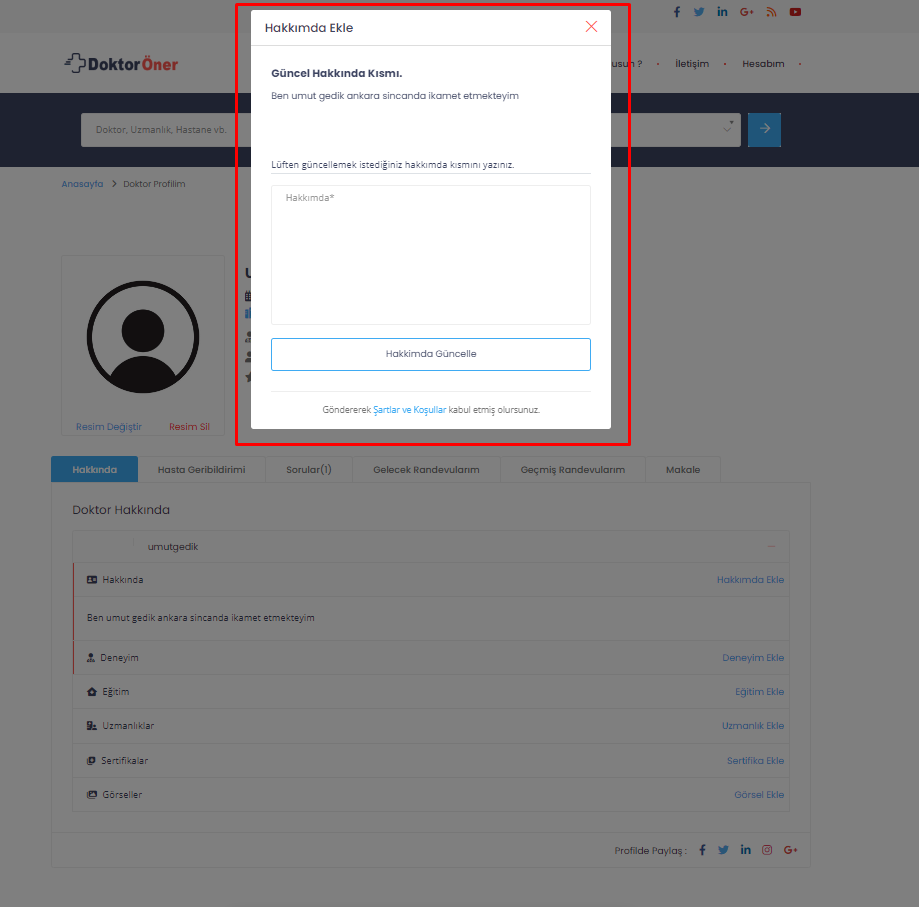 Hakkımda Ekle
Güncel Hakkında Kısmı.
Ben umut gedik ankara sincanda ikamet etmekteyim
Lüften güncellemek istediğiniz hakkımda kısmını yazınız.
Hakkımda*
Hakkimda Güncelle
Göndererek Şartlar ve Koşullar kabul etmiş olursunuz.
DoktorÖner
? İletişim Hesabım
Doktor, Uzmanlık, Hastane vb.
Anasayfa > Doktor Profilim
Resim Değiştir Resim Sil
Hakkında Hasta Geribildirimi Sorular(1) Gelecek Randevularım Geçmiş Randevularım Makale
Doktor Hakkında
umutgedik
Hakkında Hakkımda Ekle
Ben umut gedik ankara sincanda ikamet etmekteyim
Deneyim Deneyim Ekle
Eğitim Eğitim Ekle
Uzmanlıklar Uzmanlık Ekle
Sertifikalar Sertifika Ekle
Görseller Görsel Ekle
Profilde Paylaş :